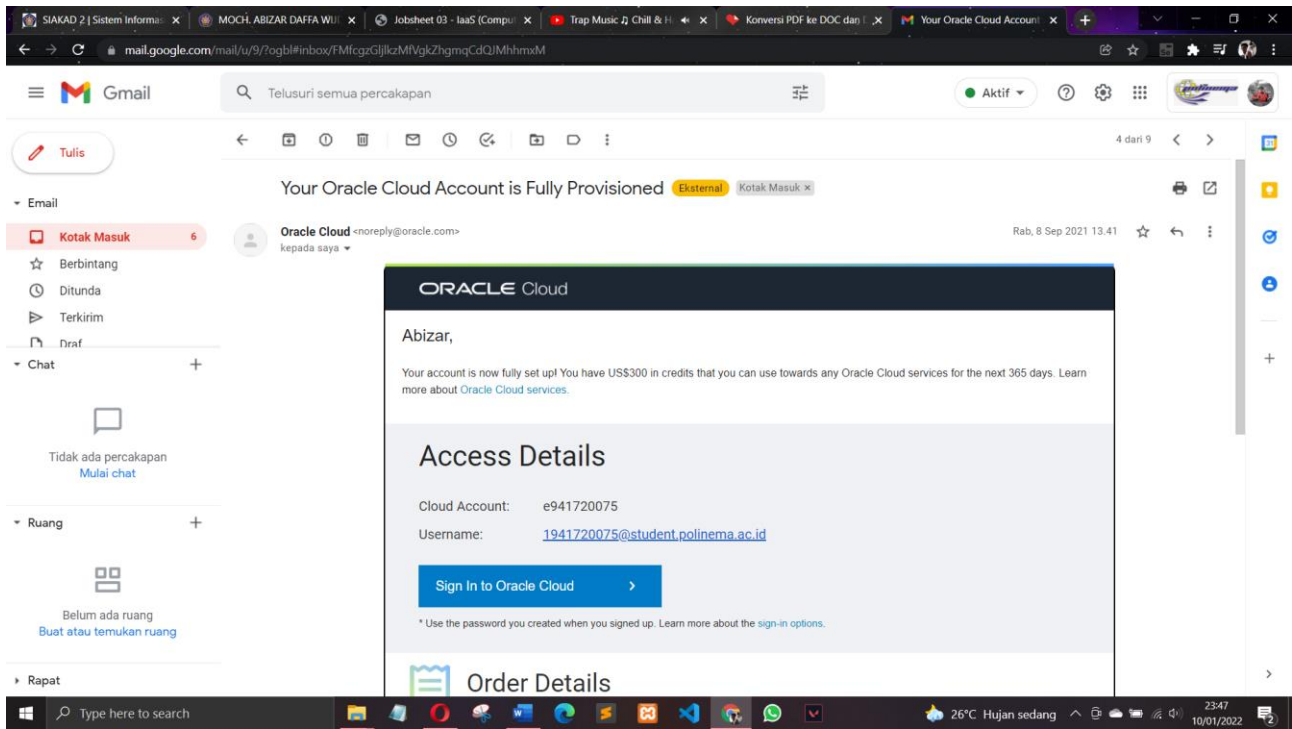 SIAKAD 2 | Sistem Informas
MOCH. ABIZAR DAFFA WIJ
Jobsheet 03 - IaaS (Comput
Trap Music ♫ Chill & H
Konversi PDF ke DOC dan
Your Oracle Cloud Account
mail.google.com/mail/u/9/?ogbl#inbox/FMfcgzGljlkzMfVgkZhgmqCdQJMhhmxM
Gmail
Telusuri semua percakapan
Aktif
Tulis
4 dari 9
Your Oracle Cloud Account is Fully Provisioned Eksternal Kotak Masuk ×
Email
Kotak Masuk 6
Berbintang
Ditunda
Terkirim
Draf
Oracle Cloud <noreply@oracle.com>
Rab, 8 Sep 2021 13.41
kepada saya
Chat
Tidak ada percakapan
Mulai chat
Ruang
Belum ada ruang
Buat atau temukan ruang
Rapat
ORACLE Cloud
Abizar,
Your account is now fully set up! You have US$300 in credits that you can use towards any Oracle Cloud services for the next 365 days. Learn
more about Oracle Cloud services.
Access Details
Cloud Account: e941720075
Username: 1941720075@student.polinema.ac.id
Sign In to Oracle Cloud
* Use the password you created when you signed up. Learn more about the sign-in options.
Order Details
Type here to search
26°C Hujan sedang
23:47
10/01/2022
2